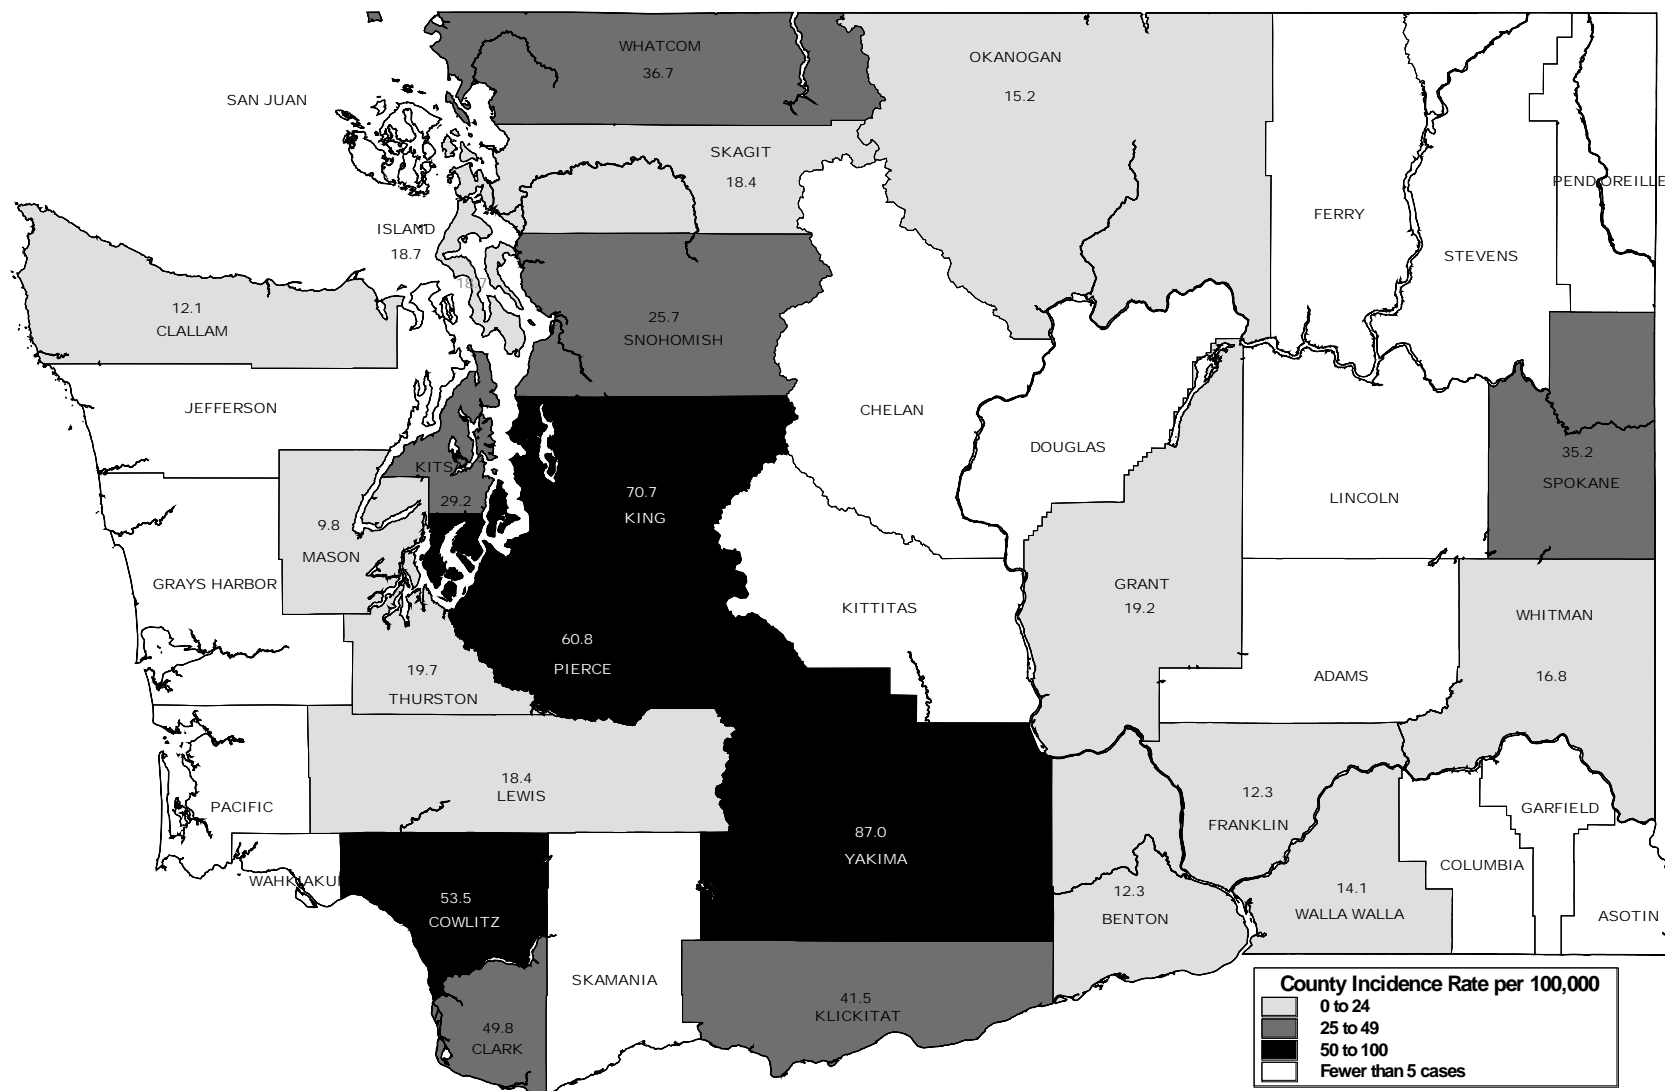 WHATCOM
36.7
OKANOGAN
15.2
SAN JUAN
SKAGIT
18.4
PEND OREILLE
FERRY
ISLAND
18.7
STEVENS
18.7
12.1
CLALLAM
25.7
SNOHOMISH
JEFFERSON
CHELAN
DOUGLAS
35.2
SPOKANE
KITSAP
29.2
70.7
KING
LINCOLN
9.8
MASON
GRAYS HARBOR
GRANT
19.2
KITTITAS
WHITMAN
16.8
60.8
PIERCE
19.7
THURSTON
ADAMS
18.4
LEWIS
PACIFIC
12.3
FRANKLIN
GARFIELD
87.0
YAKIMA
COLUMBIA
WAHKIAKUM
53.5
COWLITZ
12.3
BENTON
14.1
WALLA WALLA
ASOTIN
SKAMANIA
41.5
KLICKITAT
49.8
CLARK
County Incidence Rate per 100,000
0 to 24
25 to 49
50 to 100
Fewer than 5 cases